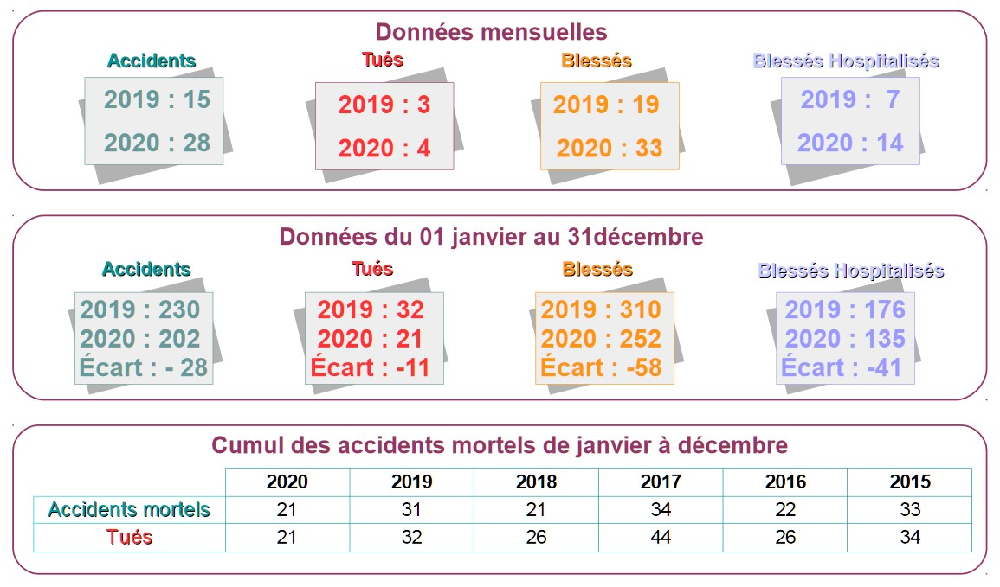 Données mensuelles
Accidents Tués Blessés Blessés Hospitalisés
2019 : 15 2019 : 3 2019 : 19 2019 : 7
2020 : 28 2020 : 4 2020 : 33 2020 : 14
Données du 01 janvier au 31décembre
Accidents Tués Blessés Blessés Hospitalisés
2019 : 230 2019 : 32 2019 : 310 2019 : 176
2020 : 202 2020 : 21 2020 : 252 2020 : 135
Écart : - 28 Écart : -11 Écart : -58 Écart : -41
Cumul des accidents mortels de janvier à décembre
2020 2019 2018 2017 2016 2015
Accidents mortels 21 31 21 34 22 33
Tués 21 32 26 44 26 34